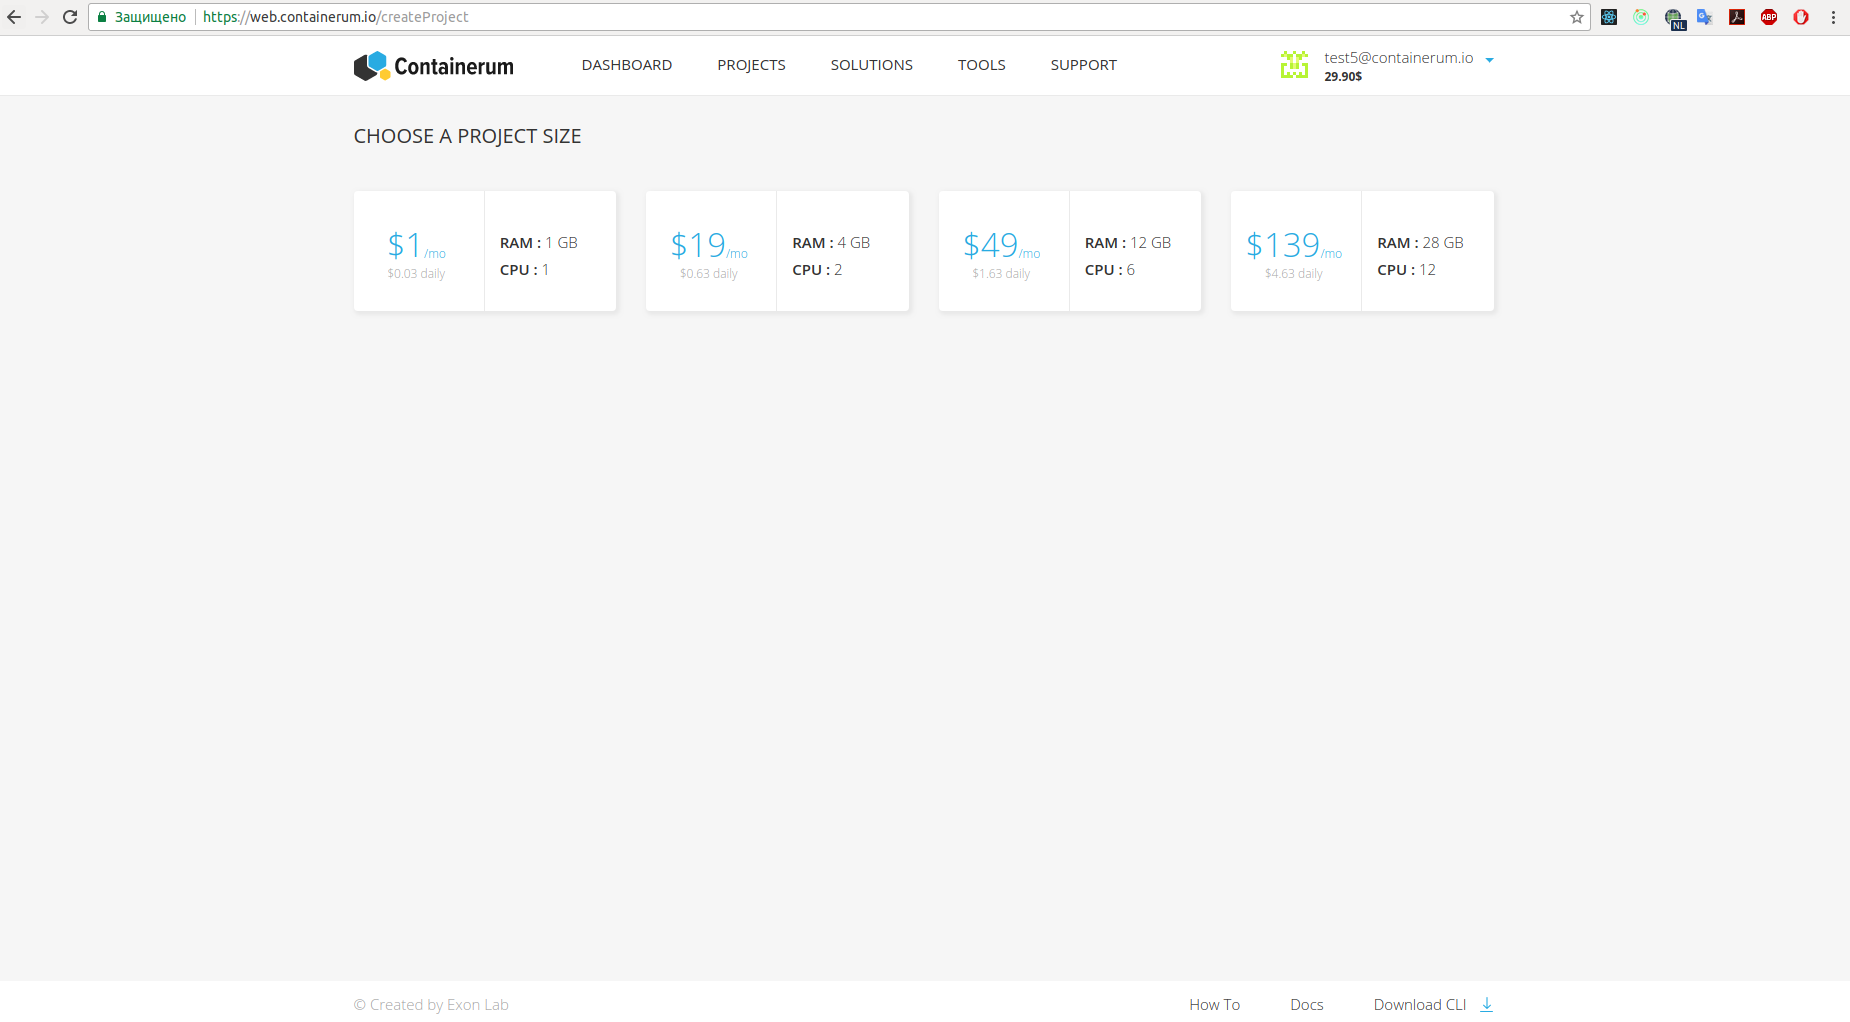 Защищено https://web.containerum.io/createProject
NL
ABP
Containerum DASHBOARD PROJECTS SOLUTIONS TOOLS SUPPORT
test5@containerum.io
29.90$
CHOOSE A PROJECT SIZE
$1/mo
$0.03 daily
RAM : 1 GB
CPU : 1
$19/mo
$0.63 daily
RAM : 4 GB
CPU : 2
$49/mo
$1.63 daily
RAM : 12 GB
CPU : 6
$139/mo
$4.63 daily
RAM : 28 GB
CPU : 12
© Created by Exon Lab How To Docs Download CLI